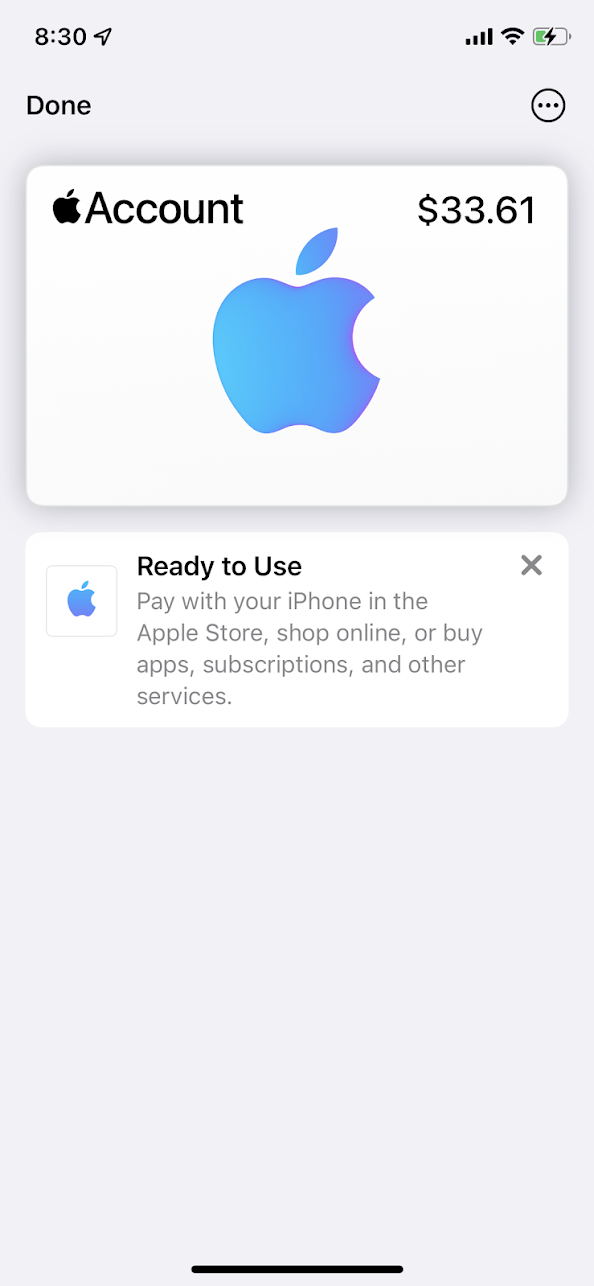 8:30
Done
Account $33.61
Ready to Use
Pay with your iPhone in the
Apple Store, shop online, or buy
apps, subscriptions, and other
services.